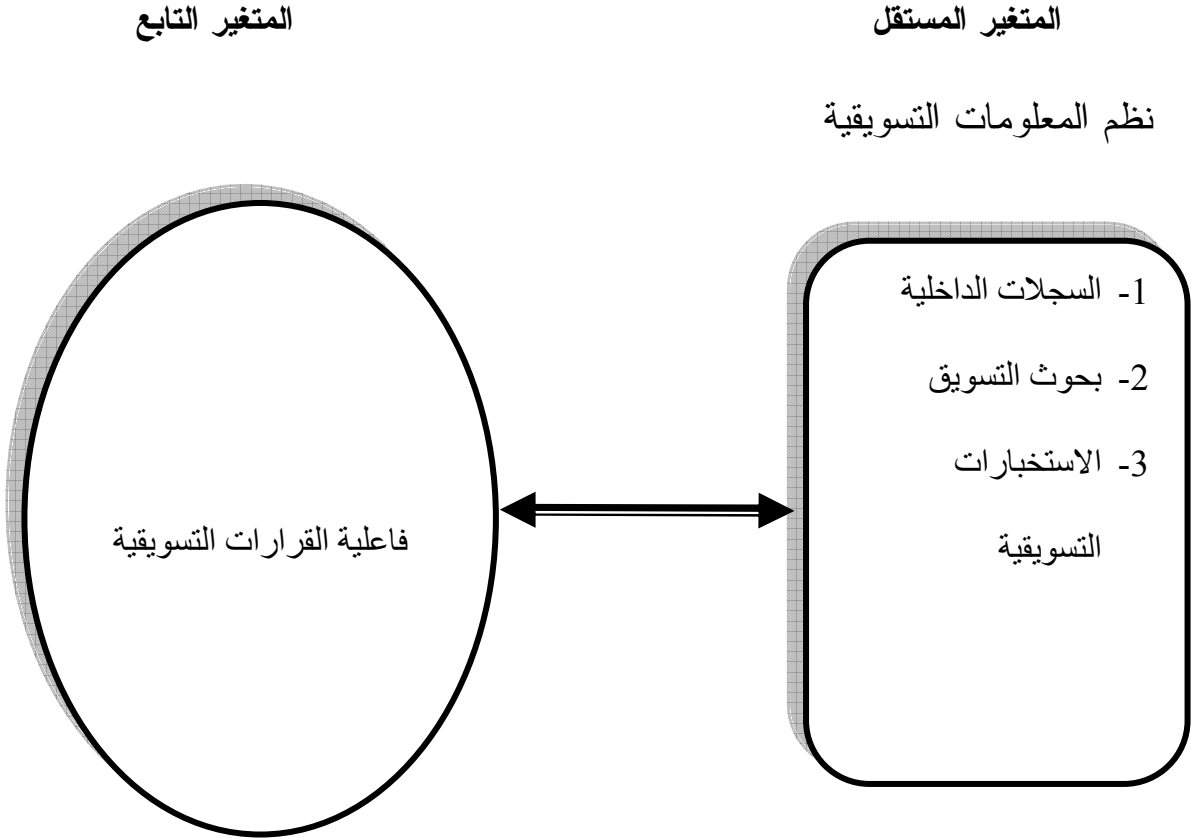 المتغير المستقل
المتغير التابع
نظم المعلومات التسويقية
1- السجلات الداخلية
2- بحوث التسويق
3- الاستخبارات
التسويقية
فاعلية القرارات التسويقية